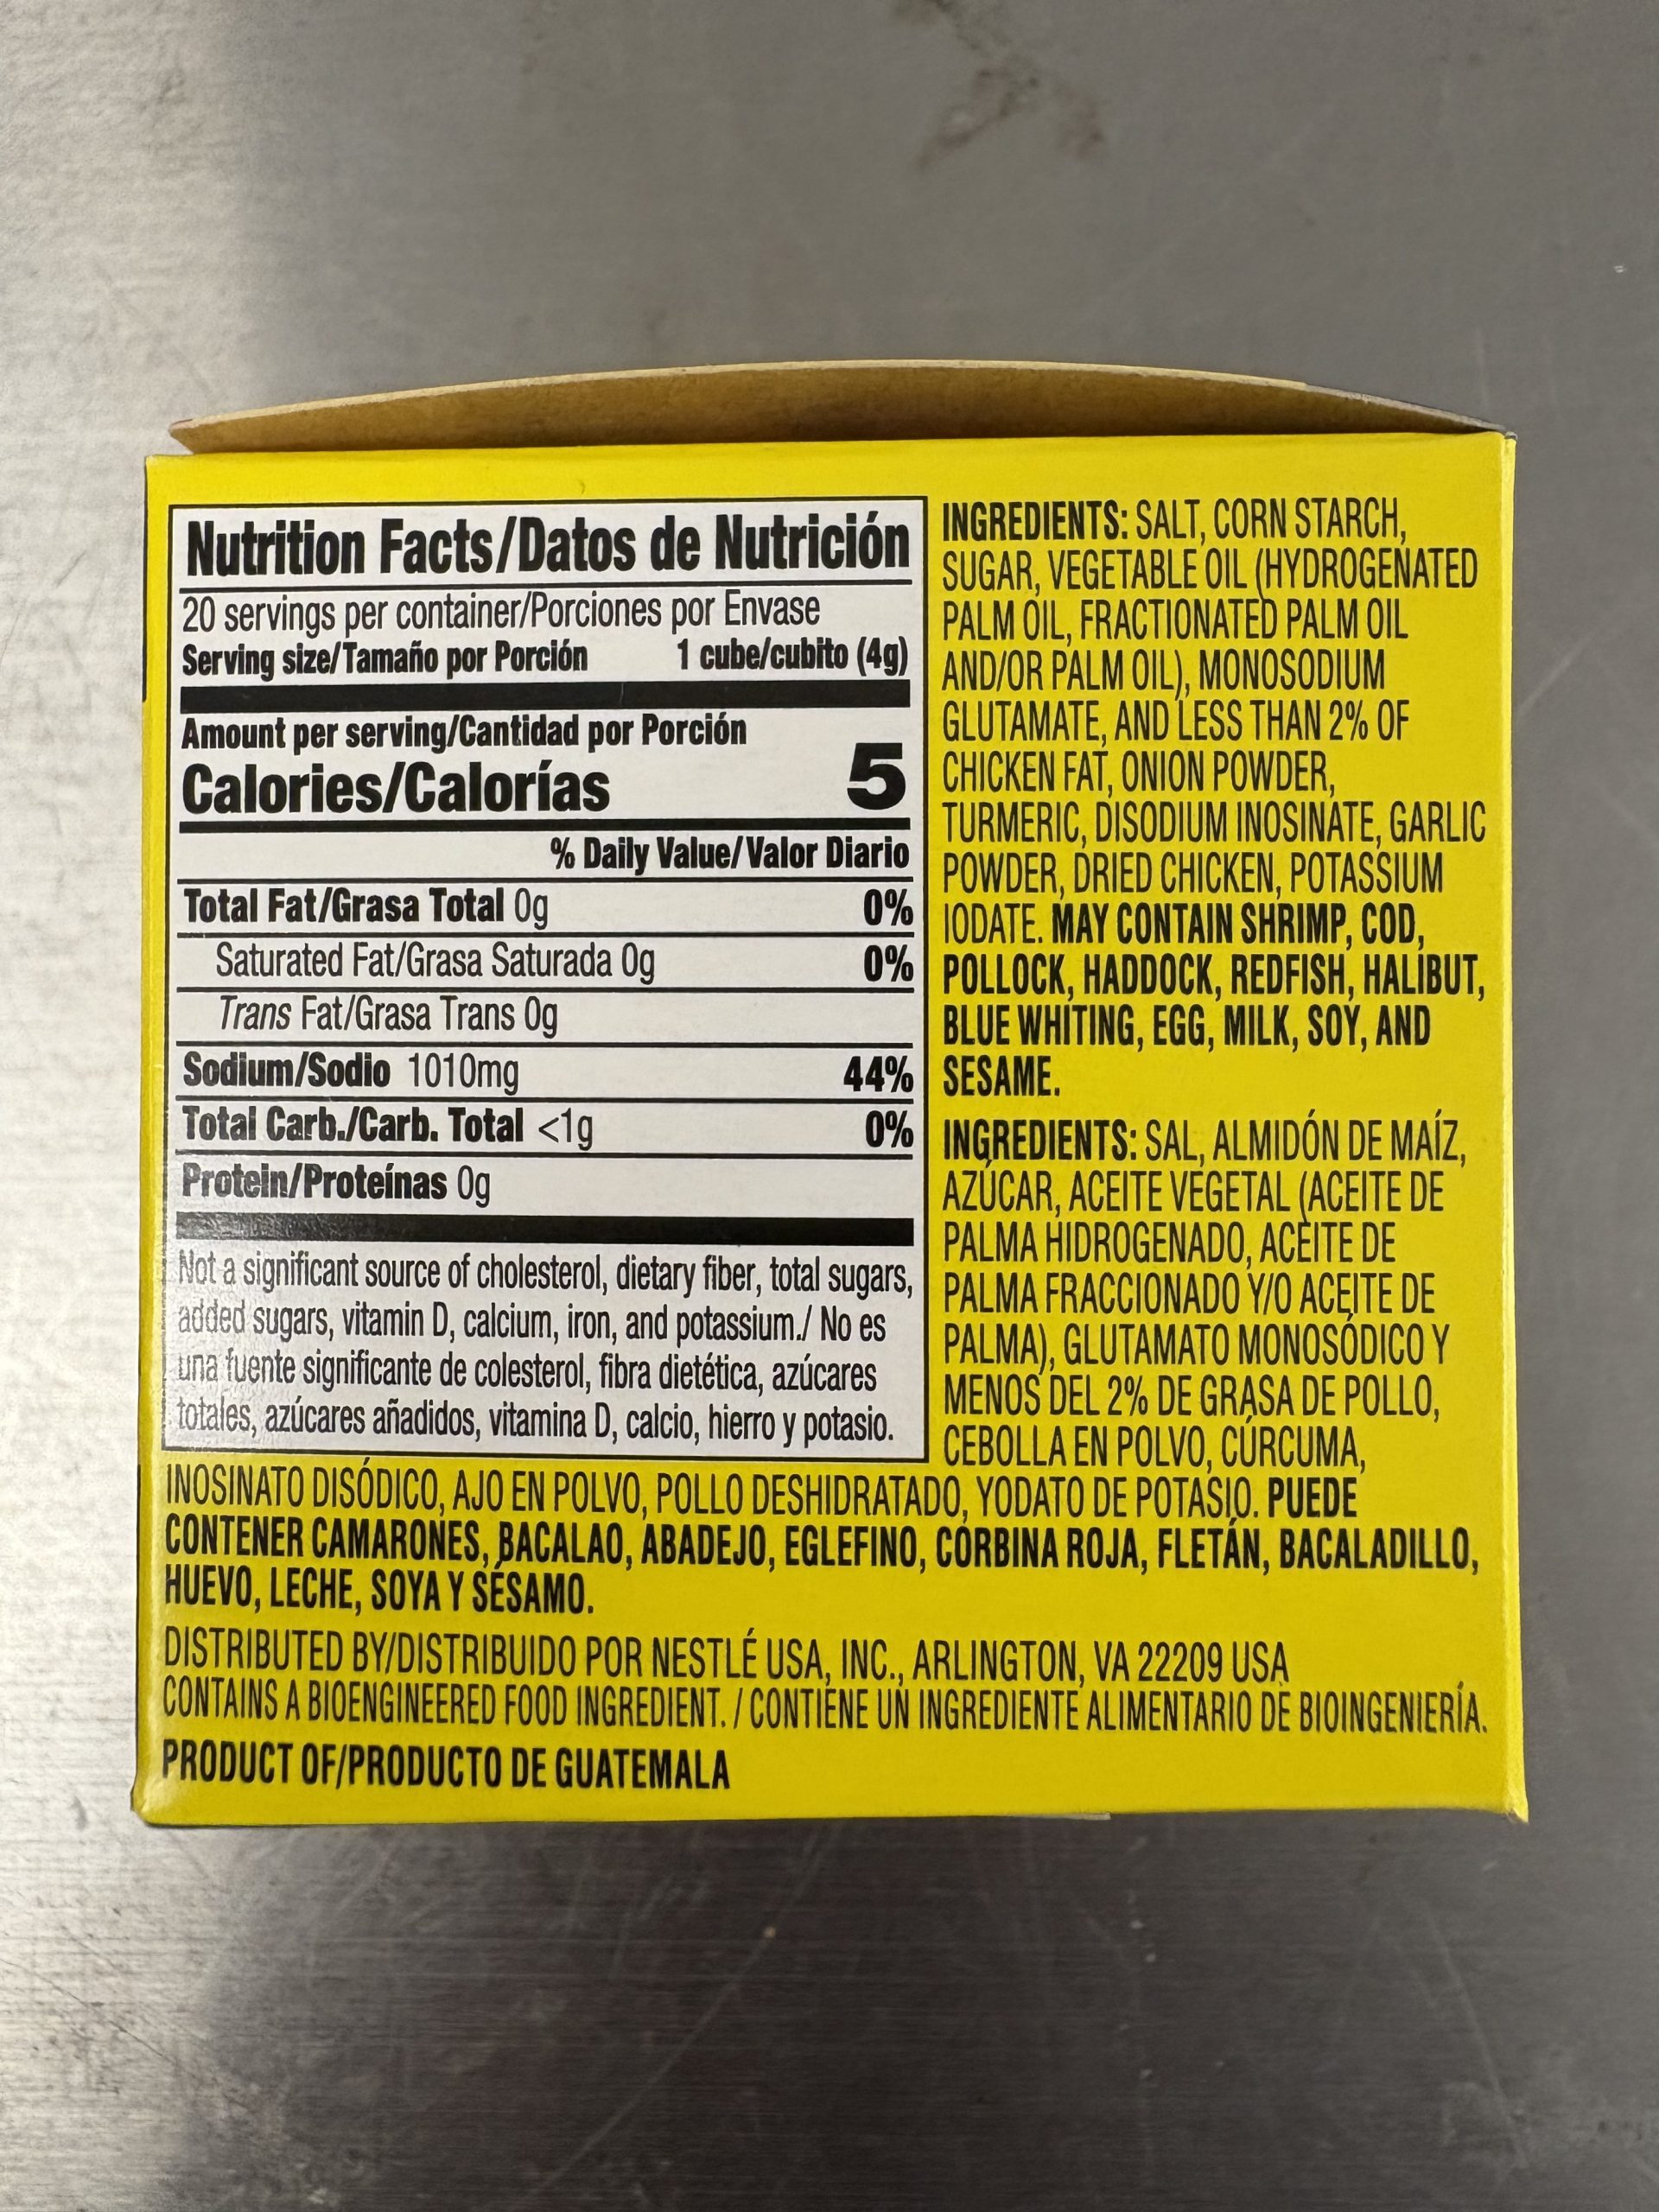 Nutrition Facts/Datos de Nutrición
20 servings per container/Porciones por Envase
Serving size/Tamaño por Porción 1 cube/cubito (4g)
Amount per serving/Cantidad por Porción
Calories/Calorías 5
% Daily Value/Valor Diario
Total Fat/Grasa Total 0g 0%
Saturated Fat/Grasa Saturada 0g 0%
Trans Fat/Grasa Trans 0g
Sodium/Sodio 1010mg 44%
Total Carb./Carb. Total <1g 0%
Protein/Proteínas 0g
Not a significant source of cholesterol, dietary fiber, total sugars,
added sugars, vitamin D, calcium, iron, and potassium./ No es
una fuente significante de colesterol, fibra dietética, azúcares
totales, azúcares añadidos, vitamina D, calcio, hierro y potasio.
INGREDIENTS: SALT, CORN STARCH,
SUGAR, VEGETABLE OIL (HYDROGENATED
PALM OIL, FRACTIONATED PALM OIL
AND/OR PALM OIL), MONOSODIUM
GLUTAMATE, AND LESS THAN 2% OF
CHICKEN FAT, ONION POWDER,
TURMERIC, DISODIUM INOSINATE, GARLIC
POWDER, DRIED CHICKEN, POTASSIUM
IODATE. MAY CONTAIN SHRIMP, COD,
POLLOCK, HADDOCK, REDFISH, HALIBUT,
BLUE WHITING, EGG, MILK, SOY, AND
SESAME.
INGREDIENTS: SAL, ALMIDÓN DE MAÍZ,
AZÚCAR, ACEITE VEGETAL (ACEITE DE
PALMA HIDROGENADO, ACEITE DE
PALMA FRACCIONADO Y/O ACEITE DE
PALMA), GLUTAMATO MONOSÓDICO Y
MENOS DEL 2% DE GRASA DE POLLO,
CEBOLLA EN POLVO, CÚRCUMA,
INOSINATO DISÓDICO, AJO EN POLVO, POLLO DESHIDRATADO, YODATO DE POTASIO. PUEDE
CONTENER CAMARONES, BACALAO, ABADEJO, EGLEFINO, CORBINA ROJA, FLETÁN, BACALADILLO,
HUEVO, LECHE, SOYA Y SÉSAMO.
DISTRIBUTED BY/DISTRIBUIDO POR NESTLÉ USA, INC., ARLINGTON, VA 22209 USA
CONTAINS A BIOENGINEERED FOOD INGREDIENT. / CONTIENE UN INGREDIENTE ALIMENTARIO DE BIOINGENIERÍA.
PRODUCT OF/PRODUCTO DE GUATEMALA